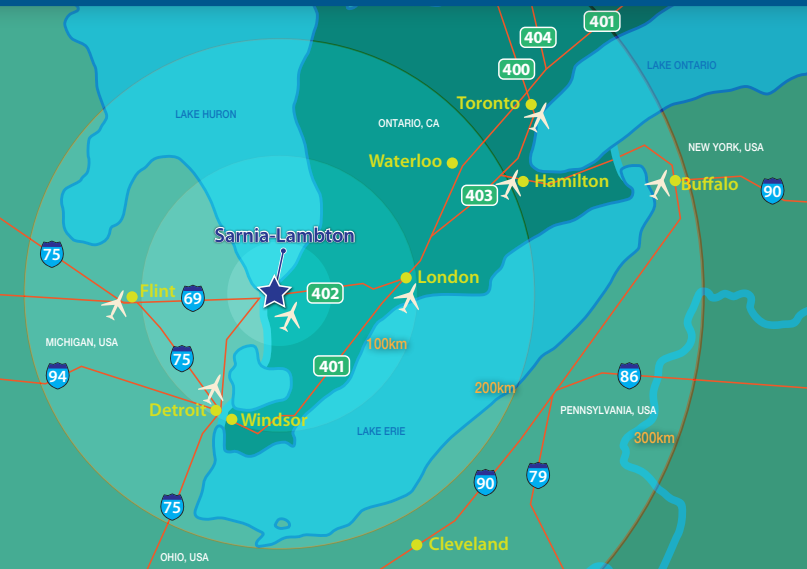 401
404
400
LAKE ONTARIO
Toronto
LAKE HURON
ONTARIO, CA
NEW YORK, USA
Waterloo
Hamilton
Buffalo
403
90
Sarnia-Lambton
75
London
Flint
69
402
MICHIGAN, USA
100km
75
401
94
86
200km
Detroit
PENNSYLVANIA, USA
Windsor
LAKE ERIE
300km
90
79
75
Cleveland
OHIO, USA